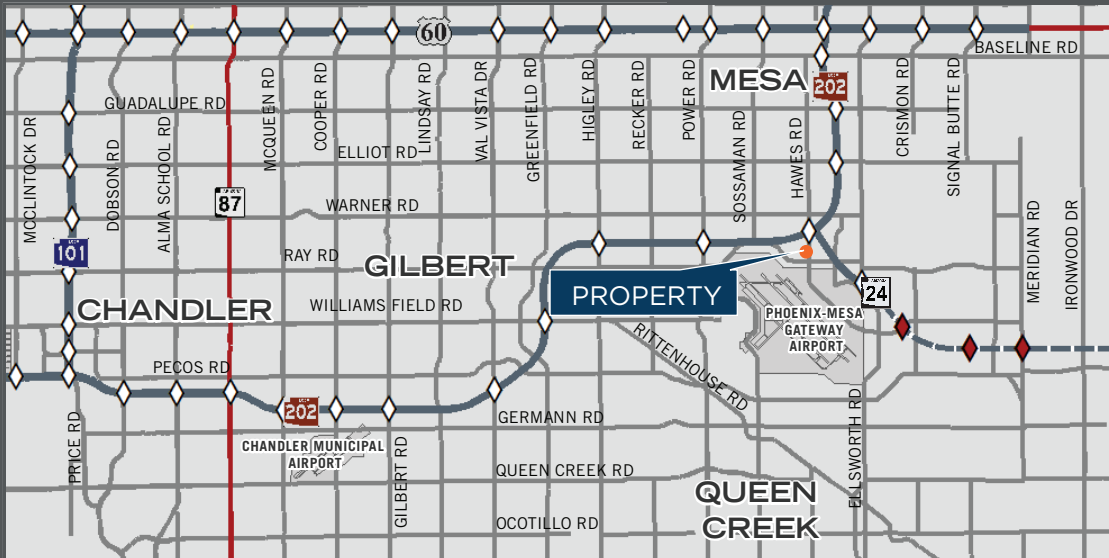 60
BASELINE RD
MESA
202
GUADALUPE RD
MCCLINTOCK DR
DOBSON RD
ALMA SCHOOL RD
MCQUEEN RD
COOPER RD
LINDSAY RD
VAL VISTA DR
GREENFIELD RD
HIGLEY RD
RECKER RD
POWER RD
SOSSAMAN RD
HAWES RD
CRISMON RD
SIGNAL BUTTE RD
ELLIOT RD
87
WARNER RD
MERIDIAN RD
IRONWOOD DR
101
RAY RD
GILBERT
PROPERTY
24
CHANDLER
WILLIAMS FIELD RD
PHOENIX-MESA
GATEWAY
AIRPORT
RITTENHOUSE RD
PECOS RD
202
GERMANN RD
PRICE RD
CHANDLER MUNICIPAL
AIRPORT
GILBERT RD
ELLSWORTH RD
QUEEN CREEK RD
QUEEN
CREEK
OCOTILLO RD